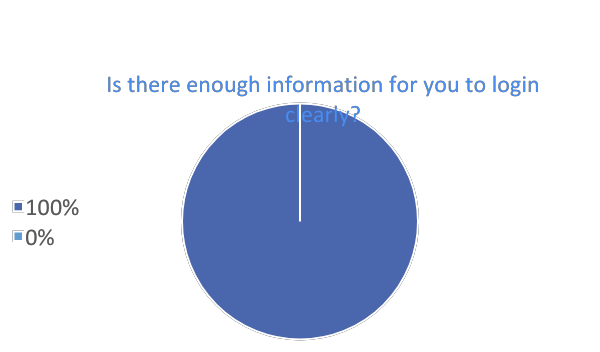 Is there enough information for you to login
clearly?
100%
0%